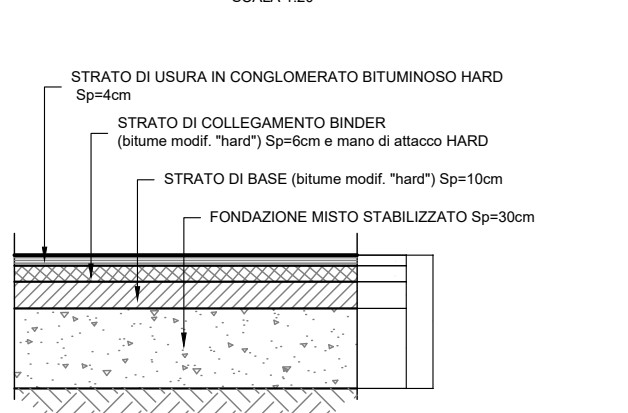 STRATO DI USURA IN CONGLOMERATO BITUMINOSO HARD
Sp=4cm
STRATO DI COLLEGAMENTO BINDER
(bitume modif. "hard") Sp=6cm e mano di attacco HARD
STRATO DI BASE (bitume modif. "hard") Sp=10cm
FONDAZIONE MISTO STABILIZZATO Sp=30cm